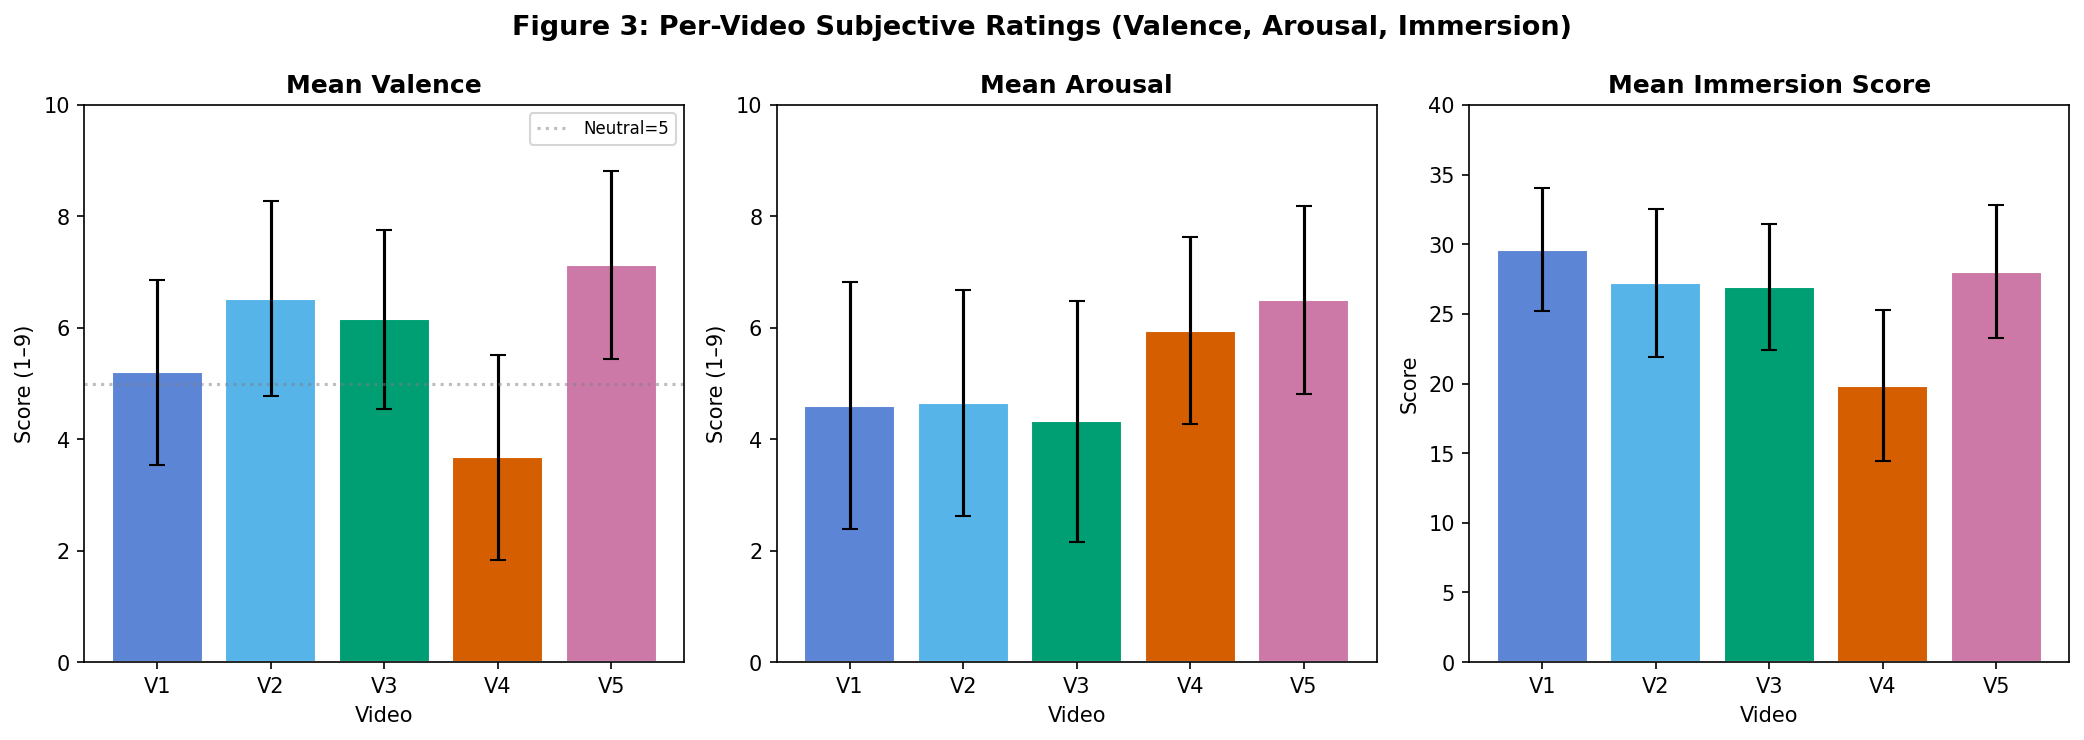 Figure 3: Per-Video Subjective Ratings (Valence, Arousal, Immersion)
Mean Valence
Score (1–9)
10
8
6
4
2
0
Neutral=5
V1 V2 V3 V4 V5
Video
Mean Arousal
Score (1–9)
10
8
6
4
2
0
V1 V2 V3 V4 V5
Video
Mean Immersion Score
Score
40
35
30
25
20
15
10
5
0
V1 V2 V3 V4 V5
Video